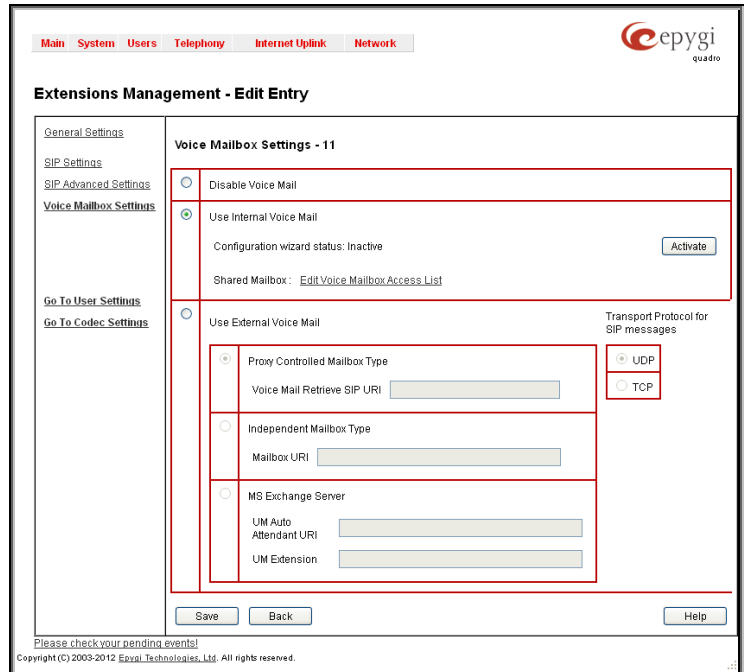 Main System Users Telephony Internet Uplink Network
epygi
quadro
Extensions Management - Edit Entry
General Settings
SIP Settings
SIP Advanced Settings
Voice Mailbox Settings
Go To User Settings
Go To Codec Settings
Voice Mailbox Settings - 11
Disable Voice Mail
Use Internal Voice Mail
Configuration wizard status: Inactive
Activate
Shared Mailbox : Edit Voice Mailbox Access List
Use External Voice Mail
Transport Protocol for
SIP messages
UDP
TCP
Proxy Controlled Mailbox Type
Voice Mail Retrieve SIP URI
Independent Mailbox Type
Mailbox URI
MS Exchange Server
UM Auto
Attendant URI
UM Extension
Save Back Help
Please check your pending events!
Copyright (C) 2003-2012 Epygi Technologies, Ltd. All rights reserved.